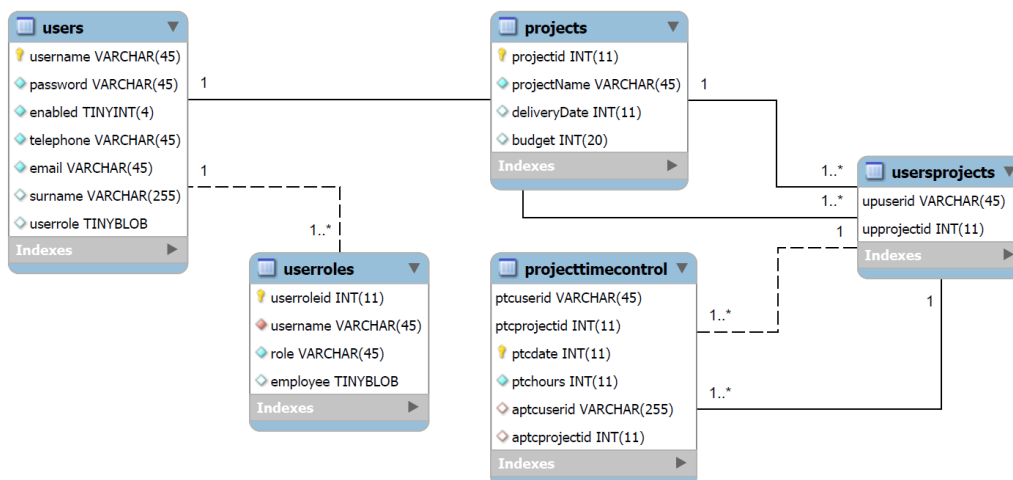 users
username VARCHAR(45)
password VARCHAR(45)
enabled TINYINT(4)
telephone VARCHAR(45)
email VARCHAR(45)
surname VARCHAR(255)
userrole TINYBLOB
Indexes
1
1
1..*
userroles
userroleid INT(11)
username VARCHAR(45)
role VARCHAR(45)
employee TINYBLOB
Indexes
projects
projectid INT(11)
projectName VARCHAR(45)
deliveryDate INT(11)
budget INT(20)
Indexes
1
1..*
1..*
1
1
usersprojects
upuserid VARCHAR(45)
upprojectid INT(11)
Indexes
projecttimecontrol
ptcuserid VARCHAR(45)
ptcprojectid INT(11)
ptcdate INT(11)
ptchours INT(11)
aptcuserid VARCHAR(255)
aptcprojectid INT(11)
Indexes
1..*
1..*